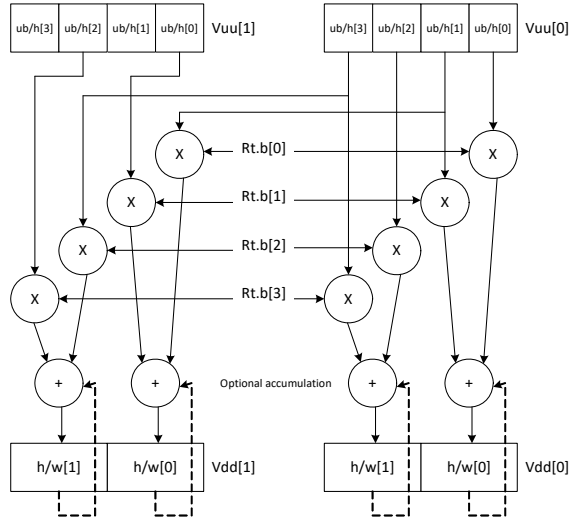 ub/h[3] ub/h[2] ub/h[1] ub/h[0] Vuu[1] ub/h[3] ub/h[2] ub/h[1] ub/h[0] Vuu[0]
X Rt.b[0] X
X Rt.b[1] X
X Rt.b[2] X
X Rt.b[3] X
+ + Optional accumulation + +
h/w[1] h/w[0] Vdd[1] h/w[1] h/w[0] Vdd[0]